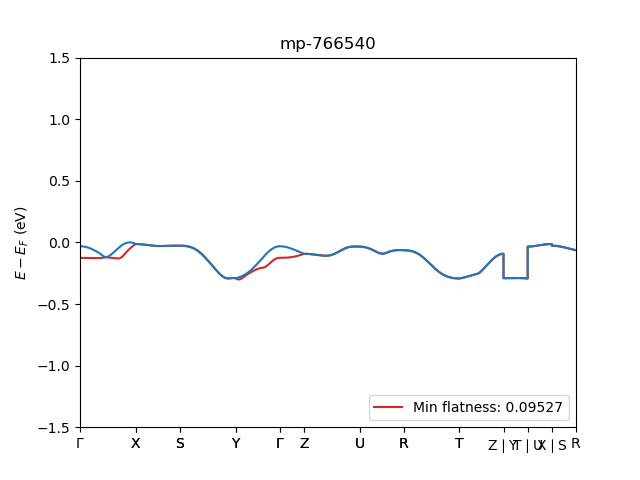 mp-766540
1.5
1.0
0.5
0.0
−0.5
−1.0
−1.5
E − E_F (eV)
Min flatness: 0.09527
Γ X S Y Γ Z U R T Z | Y T | U X | S R